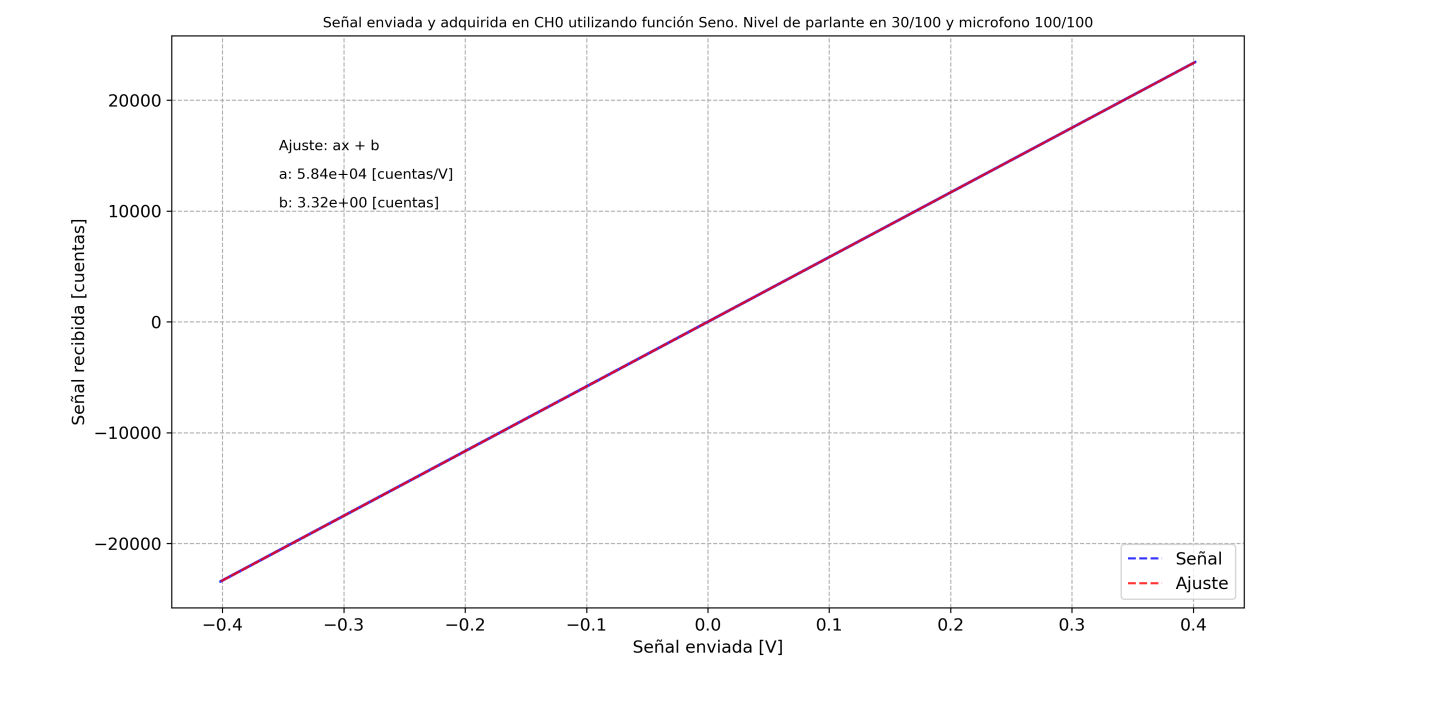 Señal enviada y adquirida en CH0 utilizando función Seno. Nivel de parlante en 30/100 y microfono 100/100
20000
10000
0
−10000
−20000
Señal recibida [cuentas]
Ajuste: ax + b
a: 5.84e+04 [cuentas/V]
b: 3.32e+00 [cuentas]
Señal
Ajuste
−0.4 −0.3 −0.2 −0.1 0.0 0.1 0.2 0.3 0.4
Señal enviada [V]